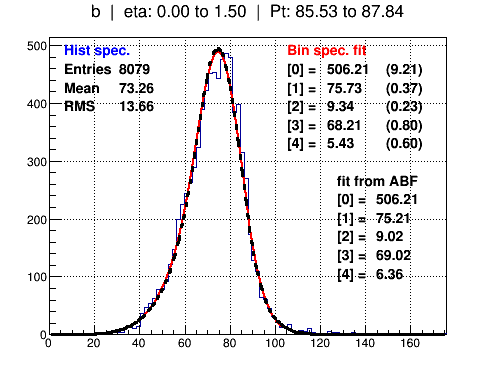 b | eta: 0.00 to 1.50 | Pt: 85.53 to 87.84
Hist spec.
Entries 8079
Mean 73.26
RMS 13.66
Bin spec. fit
[0] = 506.21 (9.21)
[1] = 75.73 (0.37)
[2] = 9.34 (0.23)
[3] = 68.21 (0.80)
[4] = 5.43 (0.60)
fit from ABF
[0] = 506.21
[1] = 75.21
[2] = 9.02
[3] = 69.02
[4] = 6.36
500
400
300
200
100
0
0 20 40 60 80 100 120 140 160